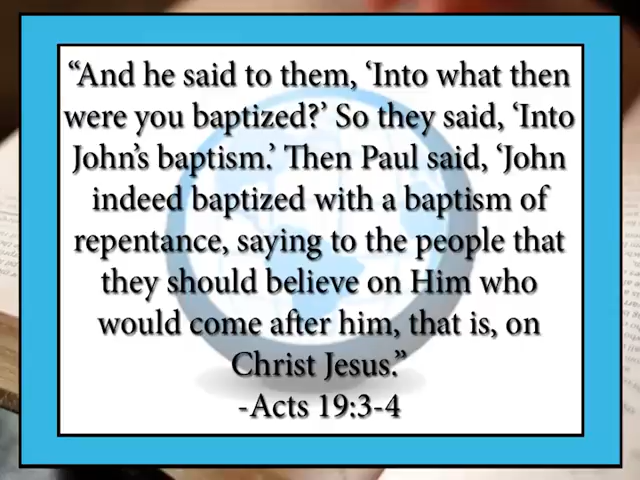 “And he said to them, ‘Into what then
were you baptized?’ So they said, ‘Into
John’s baptism.’ Then Paul said, ‘John
indeed baptized with a baptism of
repentance, saying to the people that
they should believe on Him who
would come after him, that is, on
Christ Jesus.”
-Acts 19:3-4